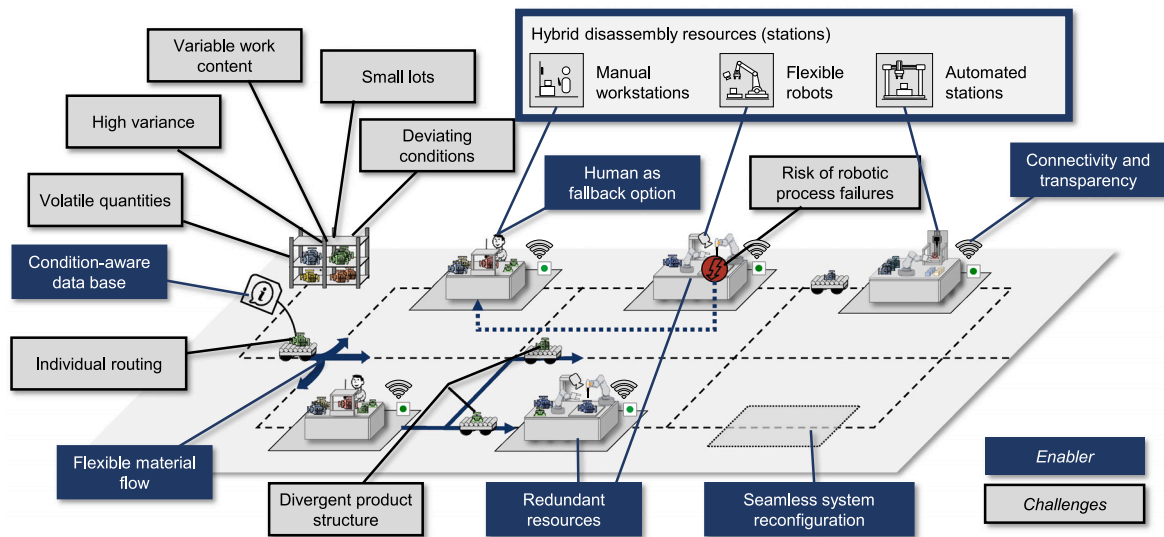 Variable work
content
Small lots
High variance
Deviating
conditions
Volatile quantities
Condition-aware
data base
Individual routing
Flexible material
flow
Divergent product
structure
Hybrid disassembly resources (stations)
Manual
workstations
Flexible
robots
Automated
stations
Human as
fallback option
Risk of robotic
process failures
Connectivity and
transparency
Redundant
resources
Seamless system
reconfiguration
Enabler
Challenges